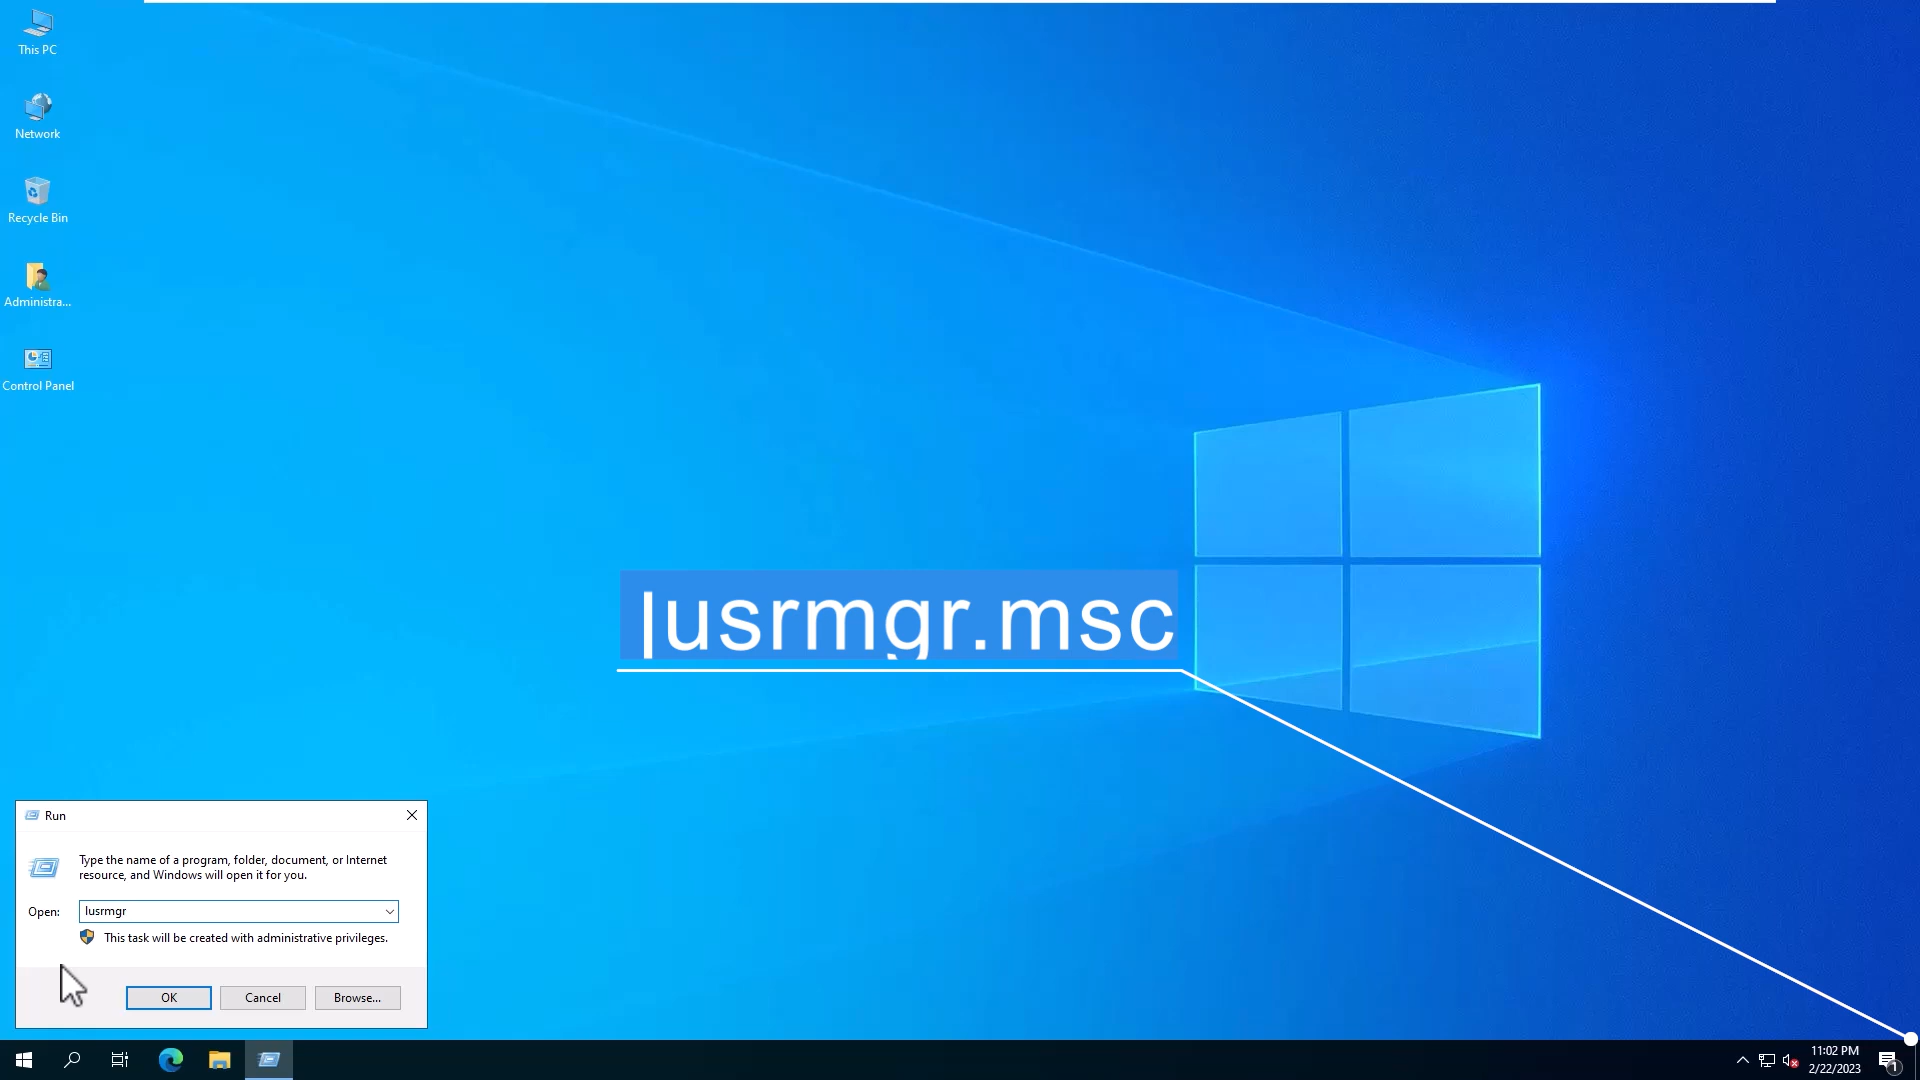 This PC
Network
Recycle Bin
Administra...
Control Panel
lusrmgr.msc
Run
Type the name of a program, folder, document, or Internet
resource, and Windows will open it for you.
Open:
lusrmgr
This task will be created with administrative privileges.
OK
Cancel
Browse...
11:02 PM
2/22/2023
1